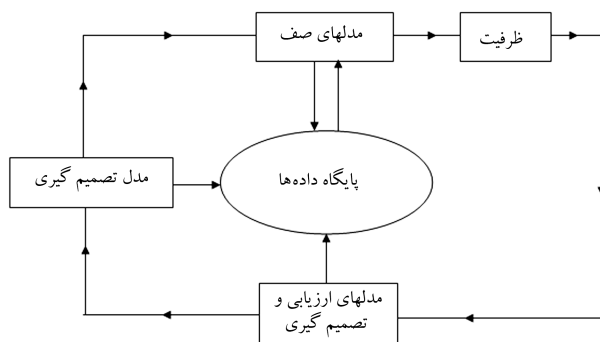 مدلهای صف
ظرفیت
مدل تصمیم گیری
پایگاه داده‌ها
مدلهای ارزیابی و
تصمیم گیری